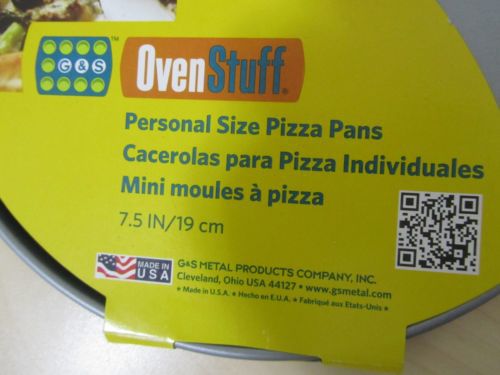 G&S™
OvenStuff®
Personal Size Pizza Pans
Cacerolas para Pizza Individuales
Mini moules à pizza
7.5 IN/19 cm
MADE IN
USA
G&S METAL PRODUCTS COMPANY, INC.
Cleveland, Ohio USA 44127 • www.gsmetal.com
• Made in U.S.A. • Hecho en E.U.A. • Fabriqué aux Etats-Unis •